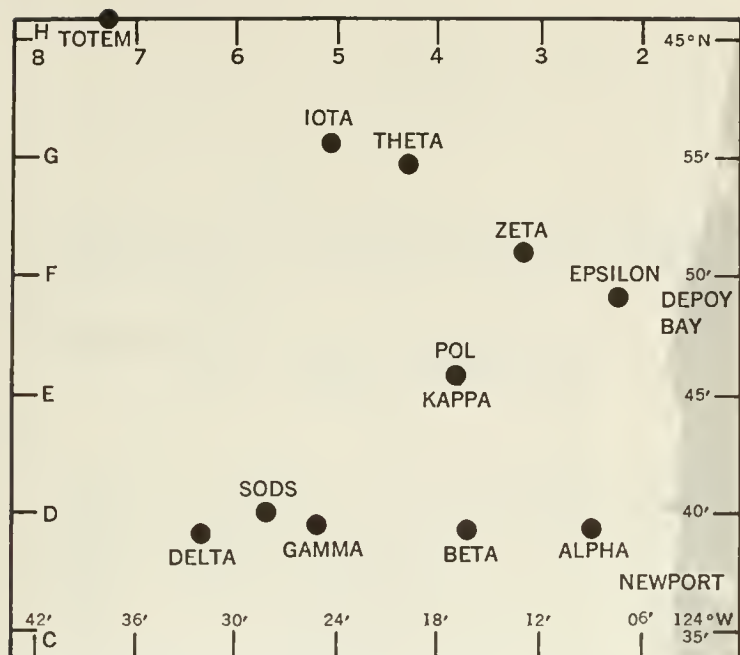 H TOTEM
8 7 6 5 4 3 2 45°N
IOTA
THETA
G 55′
ZETA
EPSILON
F 50′
DEPOY
BAY
POL
KAPPA
E 45′
SODS
D 40′
DELTA GAMMA BETA ALPHA
NEWPORT
42′ 36′ 30′ 24′ 18′ 12′ 06′ 124°W
C 35′